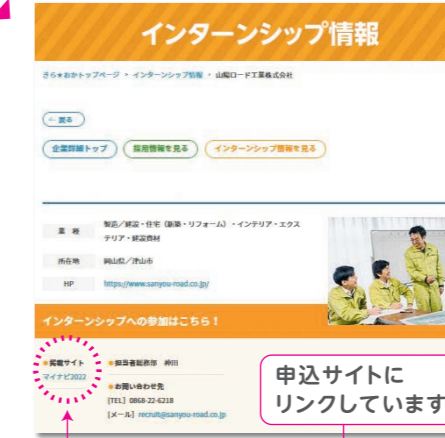 インターンシップ情報
きら★おかトップページ > インターンシップ情報 > 山陽ロード工業株式会社
← 戻る
企業詳細トップ
採用情報を見る
インターンシップ情報を見る
業 種
製造／建設・住宅（新築・リフォーム）・インテリア・エクス
テリア・建設資材
所在地
岡山県／津山市
HP
https://www.sanyou-road.co.jp/
インターンシップへの参加はこちら！
●掲載サイト
マイナビ2022
●担当者総務部 神田
●お問い合わせ先
[TEL] 0868-22-6218
[メール] recruit@sanyou-road.co.jp
申込サイトに
リンクしています